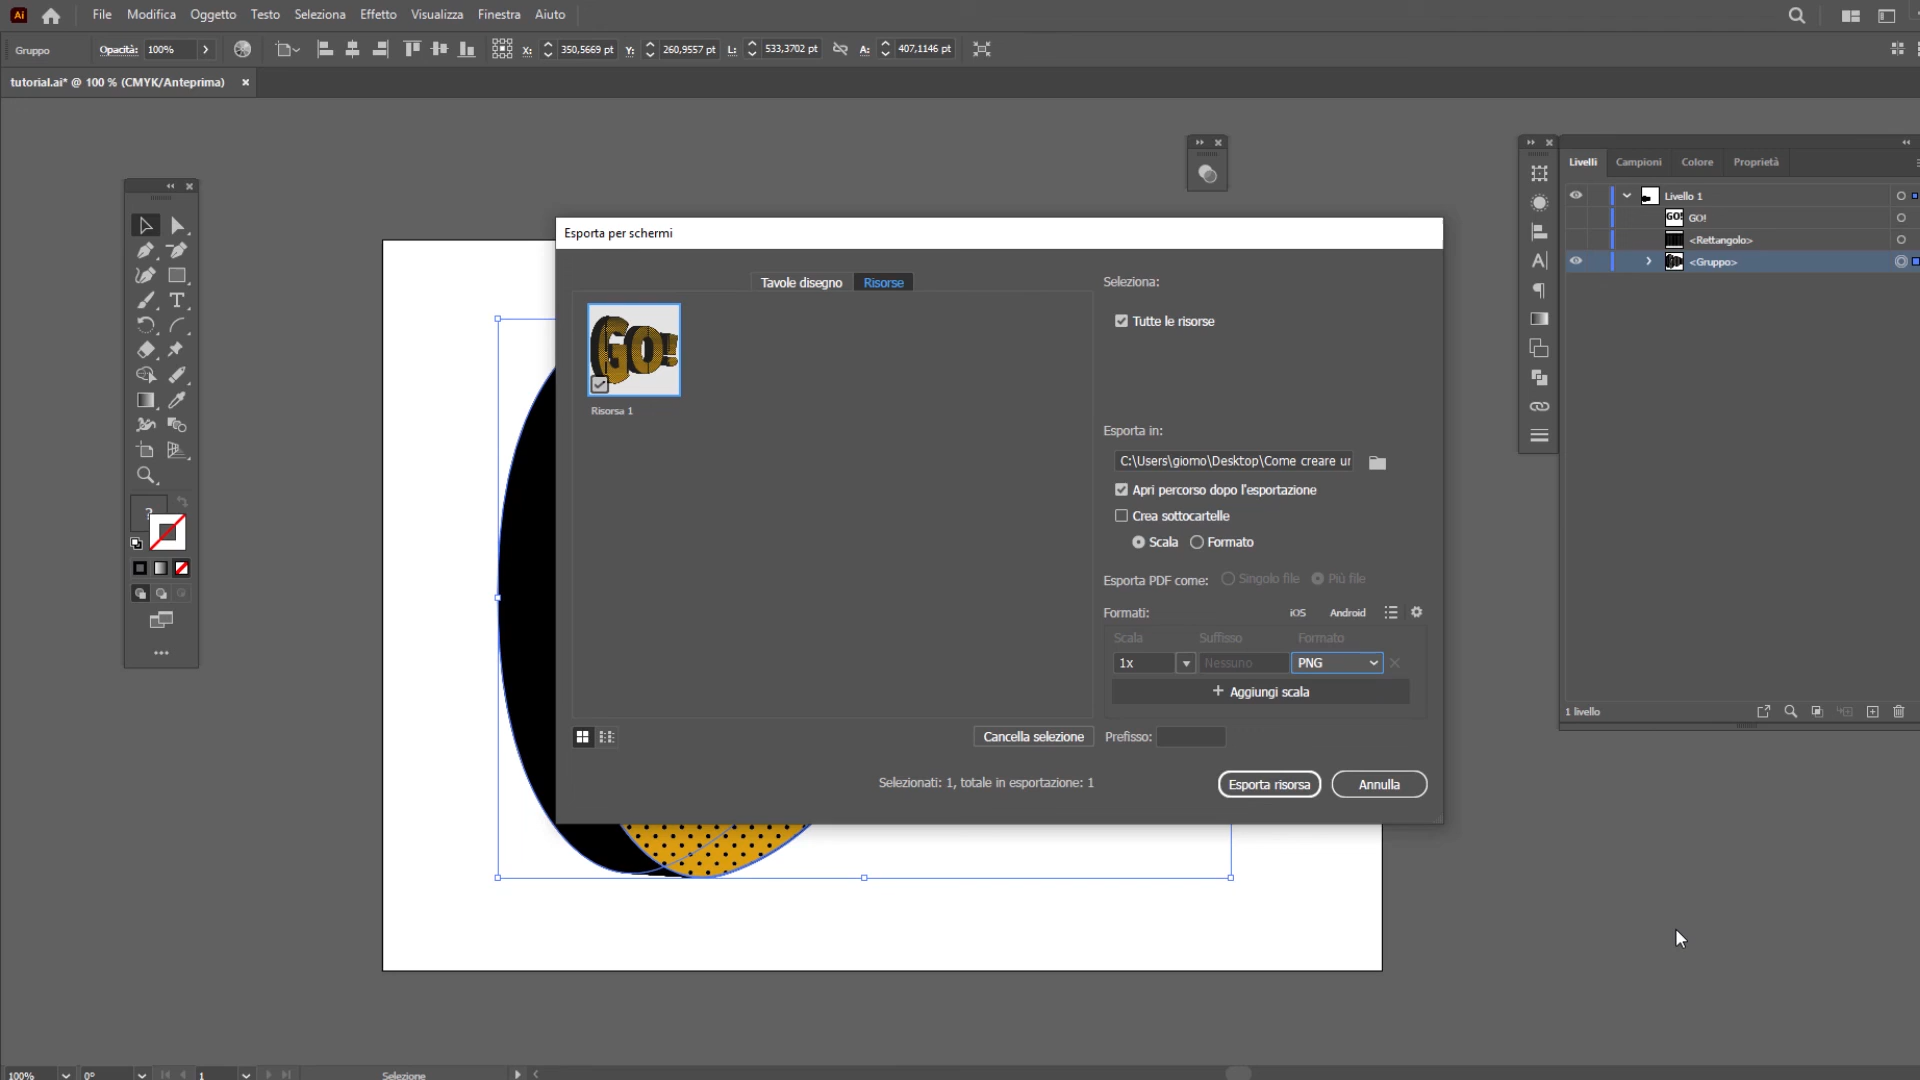 Ai File Modifica Oggetto Testo Seleziona Effetto Visualizza Finestra Aiuto
Gruppo Opacità: 100% X: 350,5669 pt Y: 260,9557 pt L: 533,3702 pt A: 407,1146 pt
tutorial.ai* @ 100 % (CMYK/Anteprima)
Livelli Campioni Colore Proprietà
Livello 1
GO! GO!
<Rettangolo>
<Gruppo>
1 livello
Esporta per schermi
Tavole disegno Risorse
GO!
Risorsa 1
Seleziona:
Tutte le risorse
Esporta in:
C:\Users\giomo\Desktop\Come creare ur
Apri percorso dopo l'esportazione
Crea sottocartelle
Scala Formato
Esporta PDF come: Singolo file Più file
Formati: iOS Android
Scala Suffisso Formato
1x Nessuno PNG
+ Aggiungi scala
Cancella selezione Prefisso:
Selezionati: 1, totale in esportazione: 1 Esporta risorsa Annulla
?
100% 0° 1 Selezione